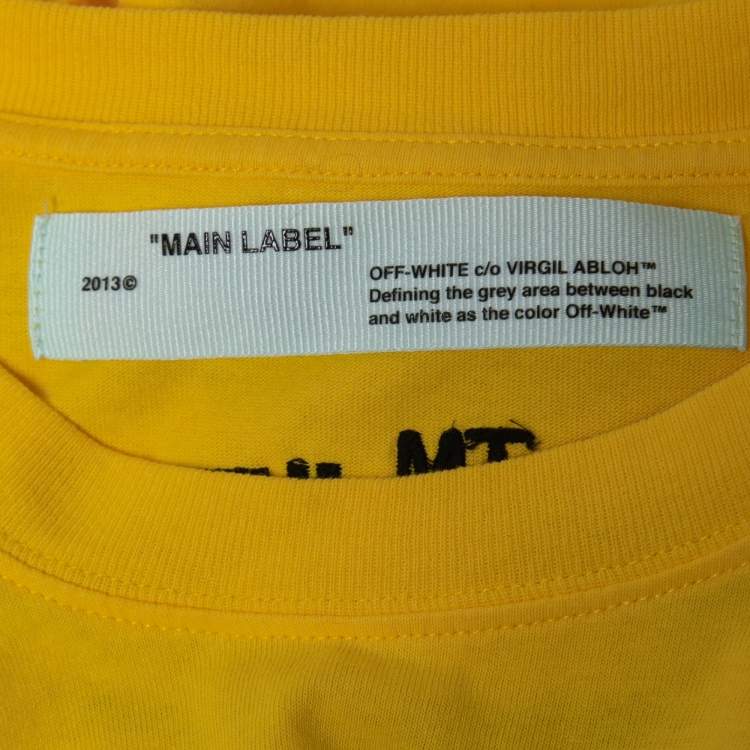 "MAIN LABEL"
2013©
OFF-WHITE c/o VIRGIL ABLOH™
Defining the grey area between black
and white as the color Off-White™
MT